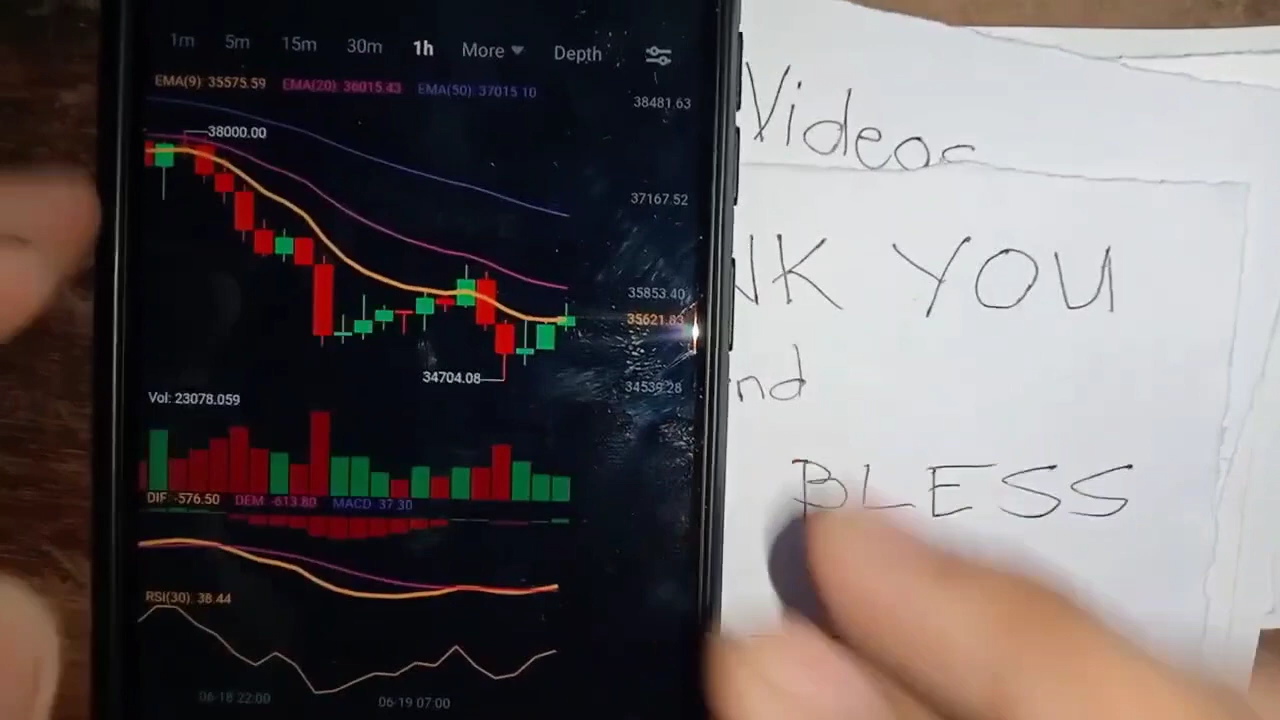 1m 5m 15m 30m 1h More Depth
EMA(9): 35575.59 EMA(20): 36015.43 EMA(50): 37015.10
38481.63
38000.00
37167.52
35853.40
35621.83
34704.08
34539.28
Vol: 23078.059
DIF: -576.50 DEM: -613.80 MACD: 37.30
RSI(30): 38.44
06-18 22:00 06-19 07:00
Videos
NK YOU
nd
BLESS